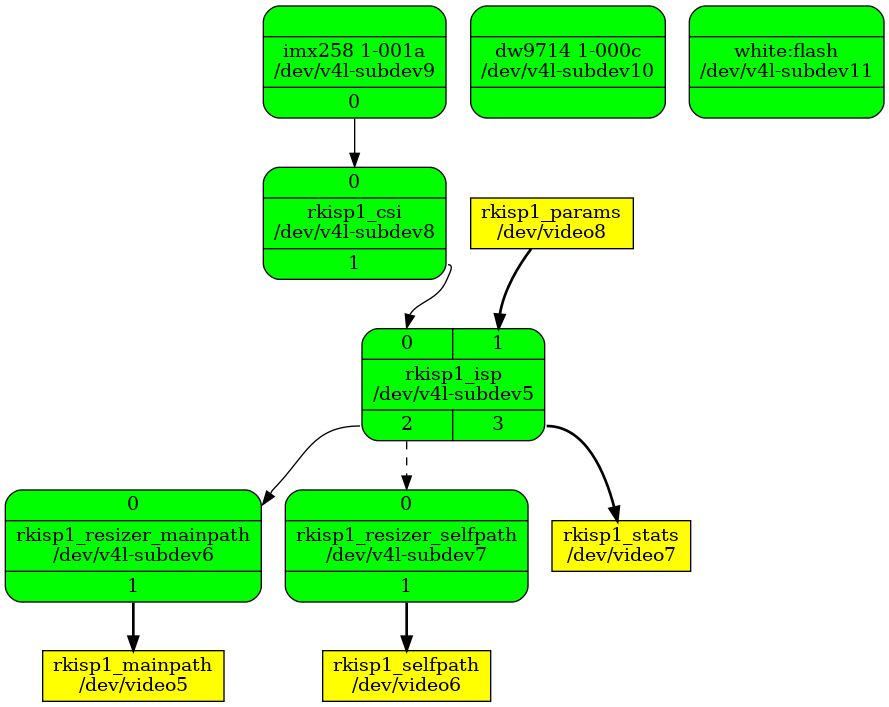 imx258 1-001a
/dev/v4l-subdev9
0
dw9714 1-000c
/dev/v4l-subdev10
white:flash
/dev/v4l-subdev11
0
rkisp1_csi
/dev/v4l-subdev8
1
rkisp1_params
/dev/video8
0
1
rkisp1_isp
/dev/v4l-subdev5
2
3
0
rkisp1_resizer_mainpath
/dev/v4l-subdev6
1
0
rkisp1_resizer_selfpath
/dev/v4l-subdev7
1
rkisp1_stats
/dev/video7
rkisp1_mainpath
/dev/video5
rkisp1_selfpath
/dev/video6